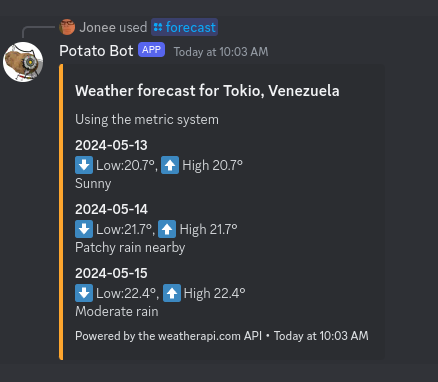 Jonee used forecast
Potato Bot APP Today at 10:03 AM
Weather forecast for Tokio, Venezuela
Using the metric system
2024-05-13
Low:20.7°, High 20.7°
Sunny
2024-05-14
Low:21.7°, High 21.7°
Patchy rain nearby
2024-05-15
Low:22.4°, High 22.4°
Moderate rain
Powered by the weatherapi.com API • Today at 10:03 AM